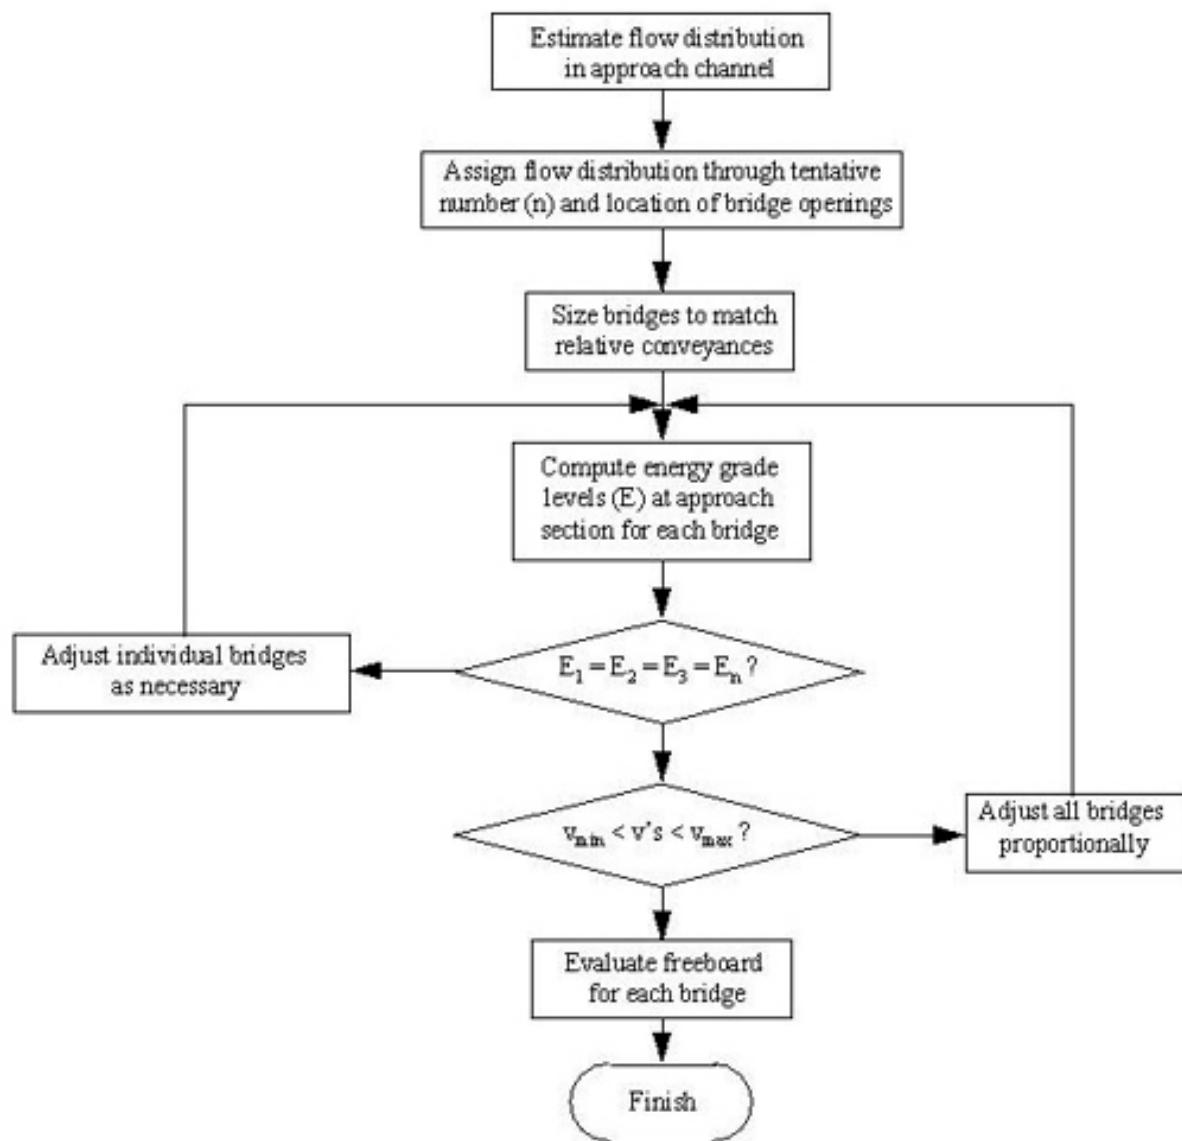 Estimate flow distribution
in approach channel
Assign flow distribution through tentative
number (n) and location of bridge openings
Size bridges to match
relative conveyances
Compute energy grade
levels (E) at approach
section for each bridge
Adjust individual bridges
as necessary
E₁ = E₂ = E₃ = Eₙ ?
v_min < v's < v_max ?
Adjust all bridges
proportionally
Evaluate freeboard
for each bridge
Finish